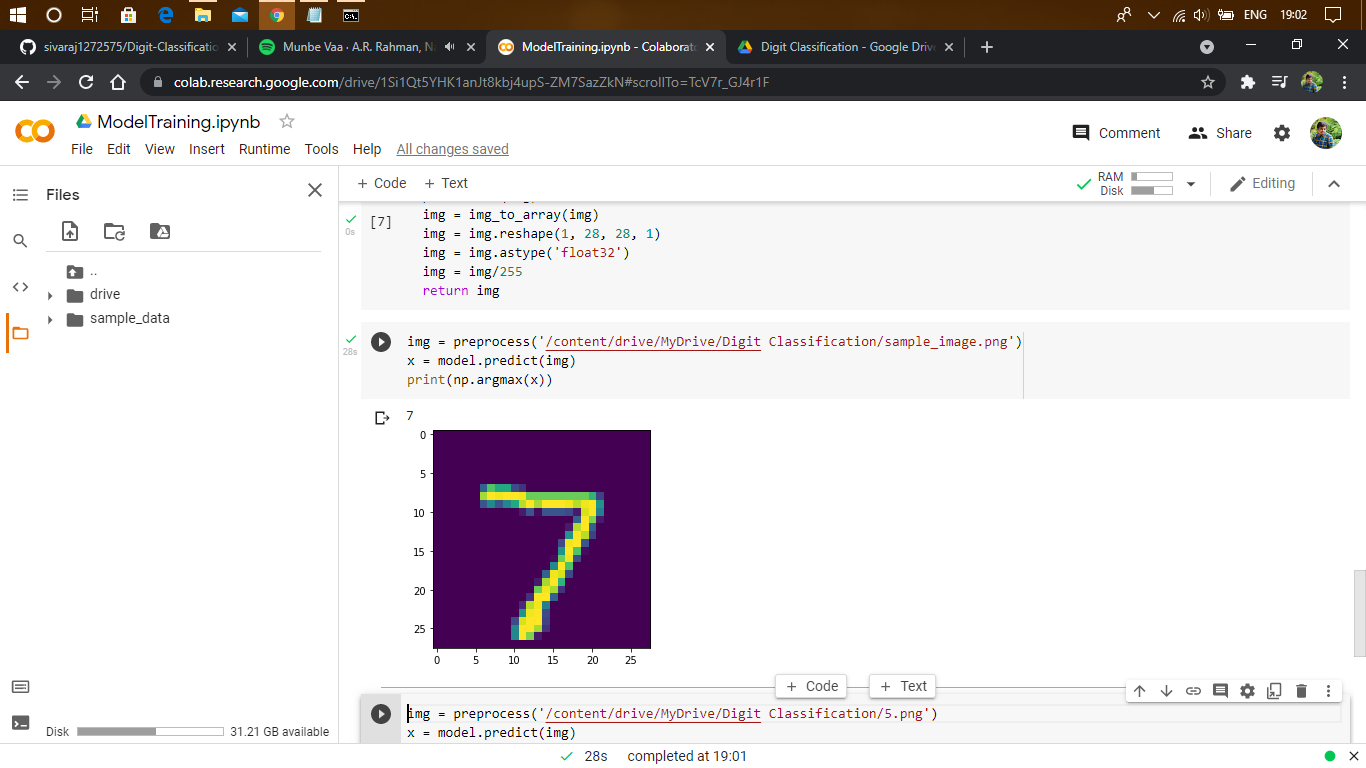 ENG 19:02
sivaraj1272575/Digit-Classificatio
Munbe Vaa · A.R. Rahman, N
ModelTraining.ipynb - Colaborat
Digit Classification - Google Driv
colab.research.google.com/drive/1Si1Qt5YHK1anJt8kbj4upS-ZM7SazZkN#scrollTo=TcV7r_GJ4r1F
ModelTraining.ipynb
Comment
Share
File Edit View Insert Runtime Tools Help All changes saved
Files
+ Code + Text
RAM
Disk
Editing
..
drive
sample_data
Disk
31.21 GB available
0s
[7]
img = img_to_array(img)
img = img.reshape(1, 28, 28, 1)
img = img.astype('float32')
img = img/255
return img
28s
img = preprocess('/content/drive/MyDrive/Digit Classification/sample_image.png')
x = model.predict(img)
print(np.argmax(x))
7
0
5
10
15
20
25
0 5 10 15 20 25
+ Code + Text
img = preprocess('/content/drive/MyDrive/Digit Classification/5.png')
x = model.predict(img)
28s completed at 19:01